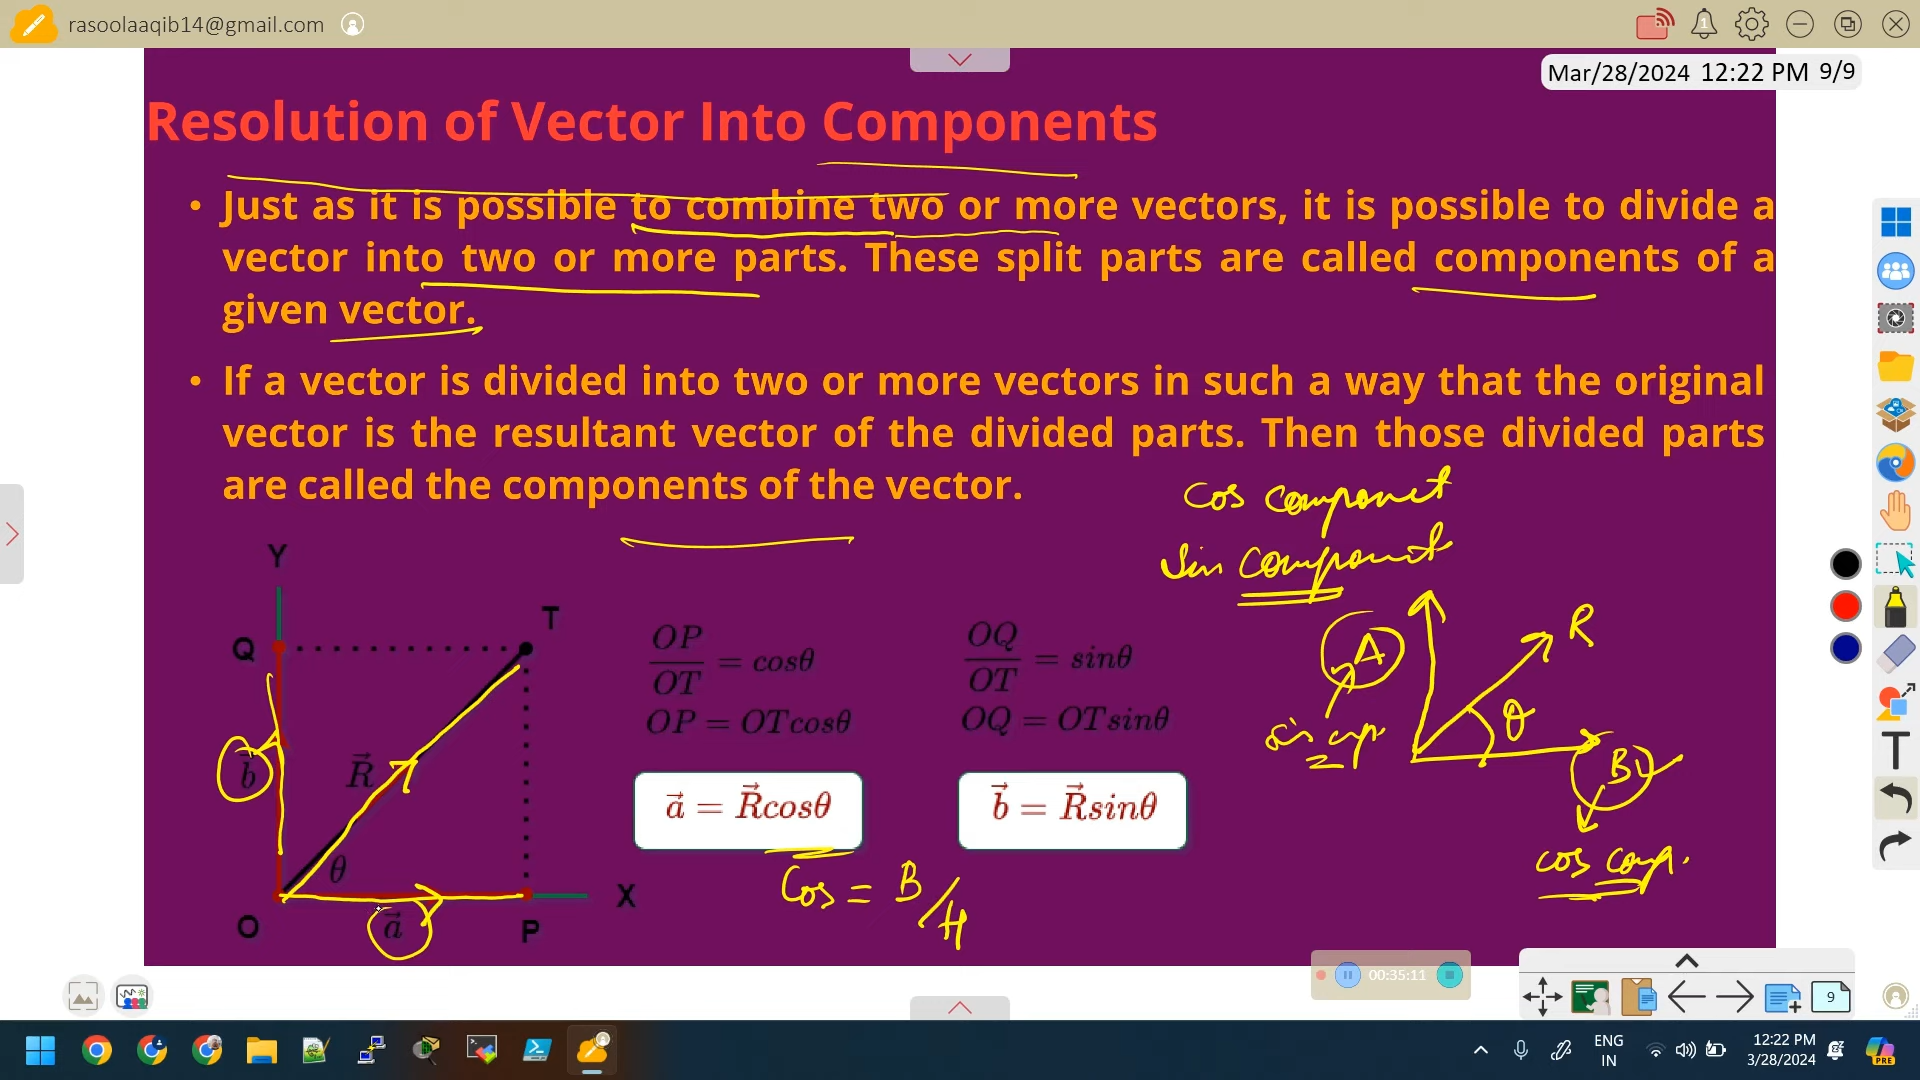 rasoolaaqib14@gmail.com
1
Mar/28/2024 12:22 PM 9/9
Resolution of Vector Into Components
• Just as it is possible to combine two or more vectors, it is possible to divide a
vector into two or more parts. These split parts are called components of a
given vector.
• If a vector is divided into two or more vectors in such a way that the original
vector is the resultant vector of the divided parts. Then those divided parts
are called the components of the vector.
Cos component
Sin component
Y
T
Q
b⃗
R⃗
θ
O
a⃗
P
X
OP/OT = cosθ
OP = OTcosθ
a⃗ = R⃗cosθ
OQ/OT = sinθ
OQ = OTsinθ
b⃗ = R⃗sinθ
Cos = B/H
A
R
θ
B
cos comp.
00:35:11
9
T
ENG
IN
12:22 PM
3/28/2024
PRE